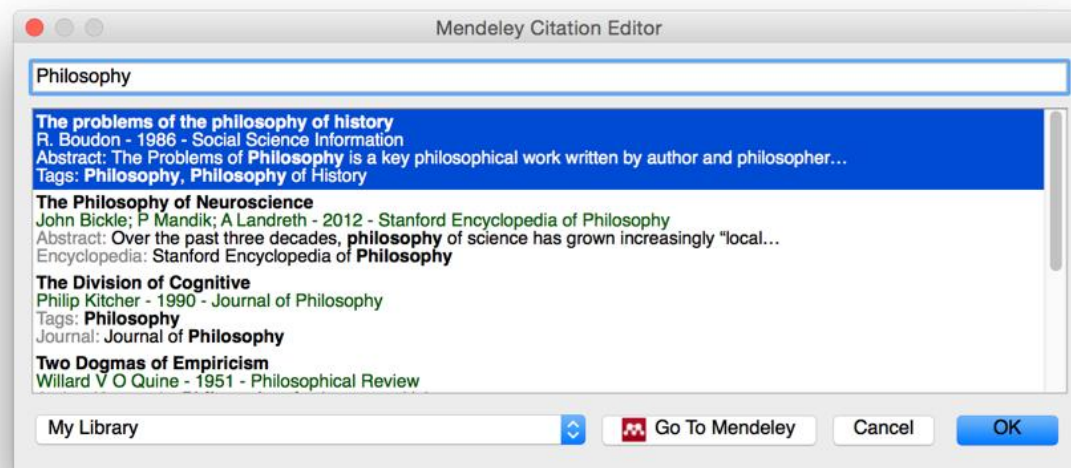 Mendeley Citation Editor
Philosophy
The problems of the philosophy of history
R. Boudon - 1986 - Social Science Information
Abstract: The Problems of Philosophy is a key philosophical work written by author and philosopher…
Tags: Philosophy, Philosophy of History
The Philosophy of Neuroscience
John Bickle; P Mandik; A Landreth - 2012 - Stanford Encyclopedia of Philosophy
Abstract: Over the past three decades, philosophy of science has grown increasingly “local…
Encyclopedia: Stanford Encyclopedia of Philosophy
The Division of Cognitive
Philip Kitcher - 1990 - Journal of Philosophy
Tags: Philosophy
Journal: Journal of Philosophy
Two Dogmas of Empiricism
Willard V O Quine - 1951 - Philosophical Review
My Library
Go To Mendeley
Cancel
OK